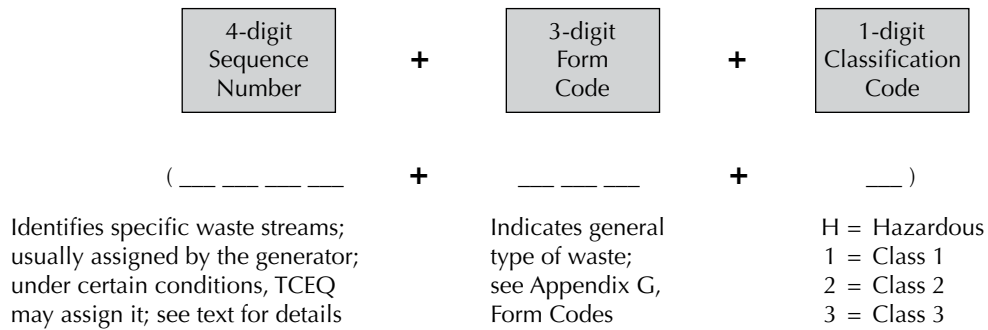 4-digit
Sequence
Number
+
3-digit
Form
Code
+
1-digit
Classification
Code
( ___ ___ ___ ___ + ___ ___ ___ + ___ )
Identifies specific waste streams;
usually assigned by the generator;
under certain conditions, TCEQ
may assign it; see text for details
Indicates general
type of waste;
see Appendix G,
Form Codes
H = Hazardous
1 = Class 1
2 = Class 2
3 = Class 3